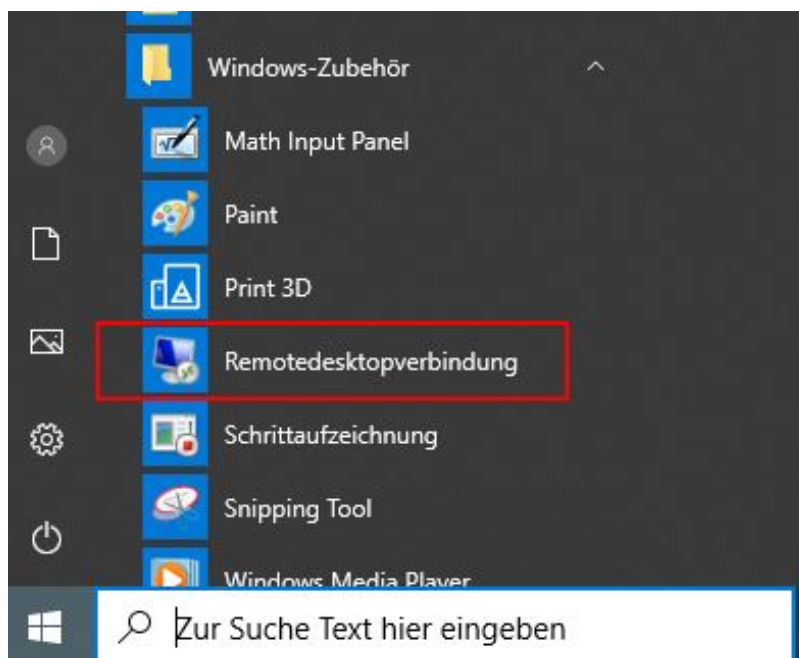 Windows-Zubehör
Math Input Panel
Paint
Print 3D
Remotedesktopverbindung
Schrittaufzeichnung
Snipping Tool
Windows Media Player
Zur Suche Text hier eingeben